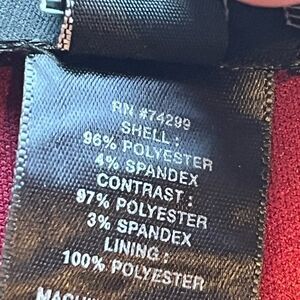 RN #74299
SHELL :
96% POLYESTER
4% SPANDEX
CONTRAST :
97% POLYESTER
3% SPANDEX
LINING :
100% POLYESTER